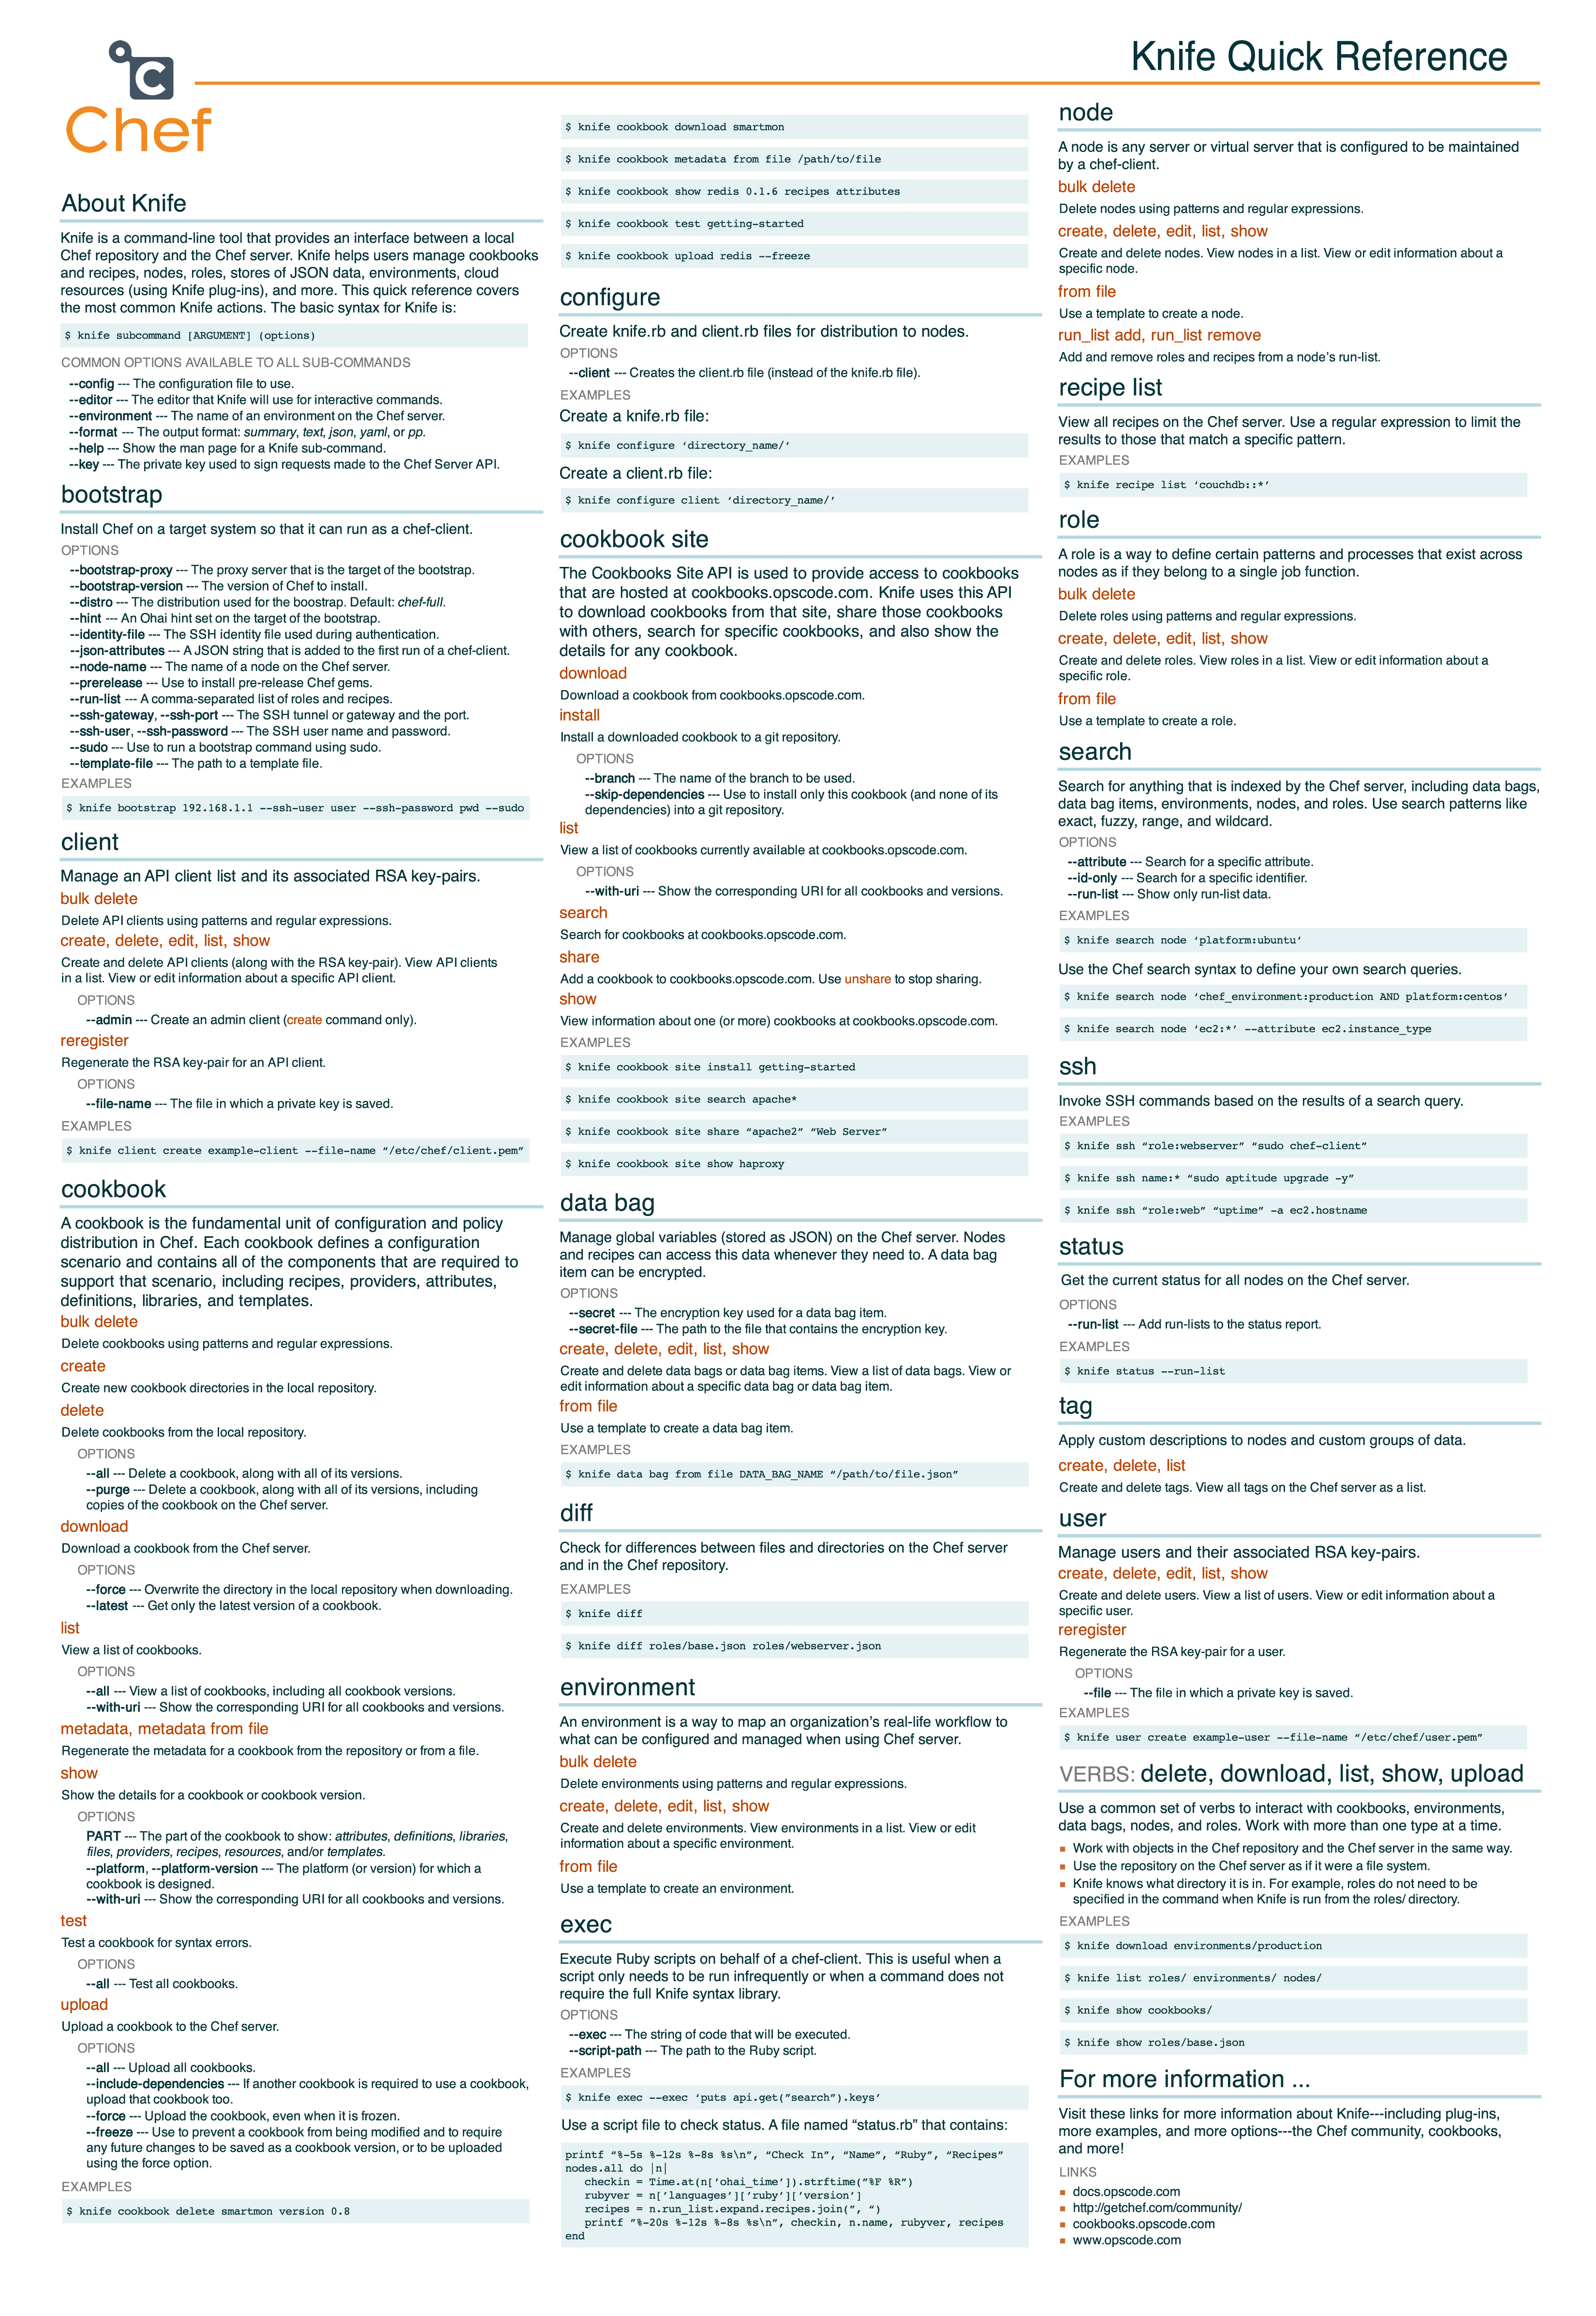 Knife Quick Reference
C
Chef
About Knife
Knife is a command-line tool that provides an interface between a local
Chef repository and the Chef server. Knife helps users manage cookbooks
and recipes, nodes, roles, stores of JSON data, environments, cloud
resources (using Knife plug-ins), and more. This quick reference covers
the most common Knife actions. The basic syntax for Knife is:
$ knife subcommand [ARGUMENT] (options)
COMMON OPTIONS AVAILABLE TO ALL SUB-COMMANDS
--config --- The configuration file to use.
--editor --- The editor that Knife will use for interactive commands.
--environment --- The name of an environment on the Chef server.
--format --- The output format: summary, text, json, yaml, or pp.
--help --- Show the man page for a Knife sub-command.
--key --- The private key used to sign requests made to the Chef Server API.
bootstrap
Install Chef on a target system so that it can run as a chef-client.
OPTIONS
--bootstrap-proxy --- The proxy server that is the target of the bootstrap.
--bootstrap-version --- The version of Chef to install.
--distro --- The distribution used for the boostrap. Default: chef-full.
--hint --- An Ohai hint set on the target of the bootstrap.
--identity-file --- The SSH identity file used during authentication.
--json-attributes --- A JSON string that is added to the first run of a chef-client.
--node-name --- The name of a node on the Chef server.
--prerelease --- Use to install pre-release Chef gems.
--run-list --- A comma-separated list of roles and recipes.
--ssh-gateway, --ssh-port --- The SSH tunnel or gateway and the port.
--ssh-user, --ssh-password --- The SSH user name and password.
--sudo --- Use to run a bootstrap command using sudo.
--template-file --- The path to a template file.
EXAMPLES
$ knife bootstrap 192.168.1.1 --ssh-user user --ssh-password pwd --sudo
client
Manage an API client list and its associated RSA key-pairs.
bulk delete
Delete API clients using patterns and regular expressions.
create, delete, edit, list, show
Create and delete API clients (along with the RSA key-pair). View API clients
in a list. View or edit information about a specific API client.
OPTIONS
--admin --- Create an admin client (create command only).
reregister
Regenerate the RSA key-pair for an API client.
OPTIONS
--file-name --- The file in which a private key is saved.
EXAMPLES
$ knife client create example-client --file-name “/etc/chef/client.pem”
cookbook
A cookbook is the fundamental unit of configuration and policy
distribution in Chef. Each cookbook defines a configuration
scenario and contains all of the components that are required to
support that scenario, including recipes, providers, attributes,
definitions, libraries, and templates.
bulk delete
Delete cookbooks using patterns and regular expressions.
create
Create new cookbook directories in the local repository.
delete
Delete cookbooks from the local repository.
OPTIONS
--all --- Delete a cookbook, along with all of its versions.
--purge --- Delete a cookbook, along with all of its versions, including
copies of the cookbook on the Chef server.
download
Download a cookbook from the Chef server.
OPTIONS
--force --- Overwrite the directory in the local repository when downloading.
--latest --- Get only the latest version of a cookbook.
list
View a list of cookbooks.
OPTIONS
--all --- View a list of cookbooks, including all cookbook versions.
--with-uri --- Show the corresponding URI for all cookbooks and versions.
metadata, metadata from file
Regenerate the metadata for a cookbook from the repository or from a file.
show
Show the details for a cookbook or cookbook version.
OPTIONS
PART --- The part of the cookbook to show: attributes, definitions, libraries,
files, providers, recipes, resources, and/or templates.
--platform, --platform-version --- The platform (or version) for which a
cookbook is designed.
--with-uri --- Show the corresponding URI for all cookbooks and versions.
test
Test a cookbook for syntax errors.
OPTIONS
--all --- Test all cookbooks.
upload
Upload a cookbook to the Chef server.
OPTIONS
--all --- Upload all cookbooks.
--include-dependencies --- If another cookbook is required to use a cookbook,
upload that cookbook too.
--force --- Upload the cookbook, even when it is frozen.
--freeze --- Use to prevent a cookbook from being modified and to require
any future changes to be saved as a cookbook version, or to be uploaded
using the force option.
EXAMPLES
$ knife cookbook delete smartmon version 0.8
$ knife cookbook download smartmon
$ knife cookbook metadata from file /path/to/file
$ knife cookbook show redis 0.1.6 recipes attributes
$ knife cookbook test getting-started
$ knife cookbook upload redis --freeze
configure
Create knife.rb and client.rb files for distribution to nodes.
OPTIONS
--client --- Creates the client.rb file (instead of the knife.rb file).
EXAMPLES
Create a knife.rb file:
$ knife configure ‘directory_name/’
Create a client.rb file:
$ knife configure client ‘directory_name/’
cookbook site
The Cookbooks Site API is used to provide access to cookbooks
that are hosted at cookbooks.opscode.com. Knife uses this API
to download cookbooks from that site, share those cookbooks
with others, search for specific cookbooks, and also show the
details for any cookbook.
download
Download a cookbook from cookbooks.opscode.com.
install
Install a downloaded cookbook to a git repository.
OPTIONS
--branch --- The name of the branch to be used.
--skip-dependencies --- Use to install only this cookbook (and none of its
dependencies) into a git repository.
list
View a list of cookbooks currently available at cookbooks.opscode.com.
OPTIONS
--with-uri --- Show the corresponding URI for all cookbooks and versions.
search
Search for cookbooks at cookbooks.opscode.com.
share
Add a cookbook to cookbooks.opscode.com. Use unshare to stop sharing.
show
View information about one (or more) cookbooks at cookbooks.opscode.com.
EXAMPLES
$ knife cookbook site install getting-started
$ knife cookbook site search apache*
$ knife cookbook site share “apache2” “Web Server”
$ knife cookbook site show haproxy
data bag
Manage global variables (stored as JSON) on the Chef server. Nodes
and recipes can access this data whenever they need to. A data bag
item can be encrypted.
OPTIONS
--secret --- The encryption key used for a data bag item.
--secret-file --- The path to the file that contains the encryption key.
create, delete, edit, list, show
Create and delete data bags or data bag items. View a list of data bags. View or
edit information about a specific data bag or data bag item.
from file
Use a template to create a data bag item.
EXAMPLES
$ knife data bag from file DATA_BAG_NAME “/path/to/file.json”
diff
Check for differences between files and directories on the Chef server
and in the Chef repository.
EXAMPLES
$ knife diff
$ knife diff roles/base.json roles/webserver.json
environment
An environment is a way to map an organization’s real-life workflow to
what can be configured and managed when using Chef server.
bulk delete
Delete environments using patterns and regular expressions.
create, delete, edit, list, show
Create and delete environments. View environments in a list. View or edit
information about a specific environment.
from file
Use a template to create an environment.
exec
Execute Ruby scripts on behalf of a chef-client. This is useful when a
script only needs to be run infrequently or when a command does not
require the full Knife syntax library.
OPTIONS
--exec --- The string of code that will be executed.
--script-path --- The path to the Ruby script.
EXAMPLES
$ knife exec --exec ‘puts api.get(”search”).keys’
Use a script file to check status. A file named “status.rb” that contains:
printf “%-5s %-12s %-8s %s\n”, “Check In”, “Name”, “Ruby”, “Recipes”
nodes.all do |n|
checkin = Time.at(n[’ohai_time’]).strftime(”%F %R”)
rubyver = n[’languages’][’ruby’][’version’]
recipes = n.run_list.expand.recipes.join(”, “)
printf ”%-20s %-12s %-8s %s\n”, checkin, n.name, rubyver, recipes
end
node
A node is any server or virtual server that is configured to be maintained
by a chef-client.
bulk delete
Delete nodes using patterns and regular expressions.
create, delete, edit, list, show
Create and delete nodes. View nodes in a list. View or edit information about a
specific node.
from file
Use a template to create a node.
run_list add, run_list remove
Add and remove roles and recipes from a node’s run-list.
recipe list
View all recipes on the Chef server. Use a regular expression to limit the
results to those that match a specific pattern.
EXAMPLES
$ knife recipe list ‘couchdb::*’
role
A role is a way to define certain patterns and processes that exist across
nodes as if they belong to a single job function.
bulk delete
Delete roles using patterns and regular expressions.
create, delete, edit, list, show
Create and delete roles. View roles in a list. View or edit information about a
specific role.
from file
Use a template to create a role.
search
Search for anything that is indexed by the Chef server, including data bags,
data bag items, environments, nodes, and roles. Use search patterns like
exact, fuzzy, range, and wildcard.
OPTIONS
--attribute --- Search for a specific attribute.
--id-only --- Search for a specific identifier.
--run-list --- Show only run-list data.
EXAMPLES
$ knife search node ‘platform:ubuntu’
Use the Chef search syntax to define your own search queries.
$ knife search node ‘chef_environment:production AND platform:centos’
$ knife search node ‘ec2:*’ --attribute ec2.instance_type
ssh
Invoke SSH commands based on the results of a search query.
EXAMPLES
$ knife ssh “role:webserver” “sudo chef-client”
$ knife ssh name:* “sudo aptitude upgrade -y”
$ knife ssh “role:web” “uptime” -a ec2.hostname
status
Get the current status for all nodes on the Chef server.
OPTIONS
--run-list --- Add run-lists to the status report.
EXAMPLES
$ knife status --run-list
tag
Apply custom descriptions to nodes and custom groups of data.
create, delete, list
Create and delete tags. View all tags on the Chef server as a list.
user
Manage users and their associated RSA key-pairs.
create, delete, edit, list, show
Create and delete users. View a list of users. View or edit information about a
specific user.
reregister
Regenerate the RSA key-pair for a user.
OPTIONS
--file --- The file in which a private key is saved.
EXAMPLES
$ knife user create example-user --file-name “/etc/chef/user.pem”
VERBS: delete, download, list, show, upload
Use a common set of verbs to interact with cookbooks, environments,
data bags, nodes, and roles. Work with more than one type at a time.
■ Work with objects in the Chef repository and the Chef server in the same way.
■ Use the repository on the Chef server as if it were a file system.
■ Knife knows what directory it is in. For example, roles do not need to be
specified in the command when Knife is run from the roles/ directory.
EXAMPLES
$ knife download environments/production
$ knife list roles/ environments/ nodes/
$ knife show cookbooks/
$ knife show roles/base.json
For more information ...
Visit these links for more information about Knife---including plug-ins,
more examples, and more options---the Chef community, cookbooks,
and more!
LINKS
■ docs.opscode.com
■ http://getchef.com/community/
■ cookbooks.opscode.com
■ www.opscode.com